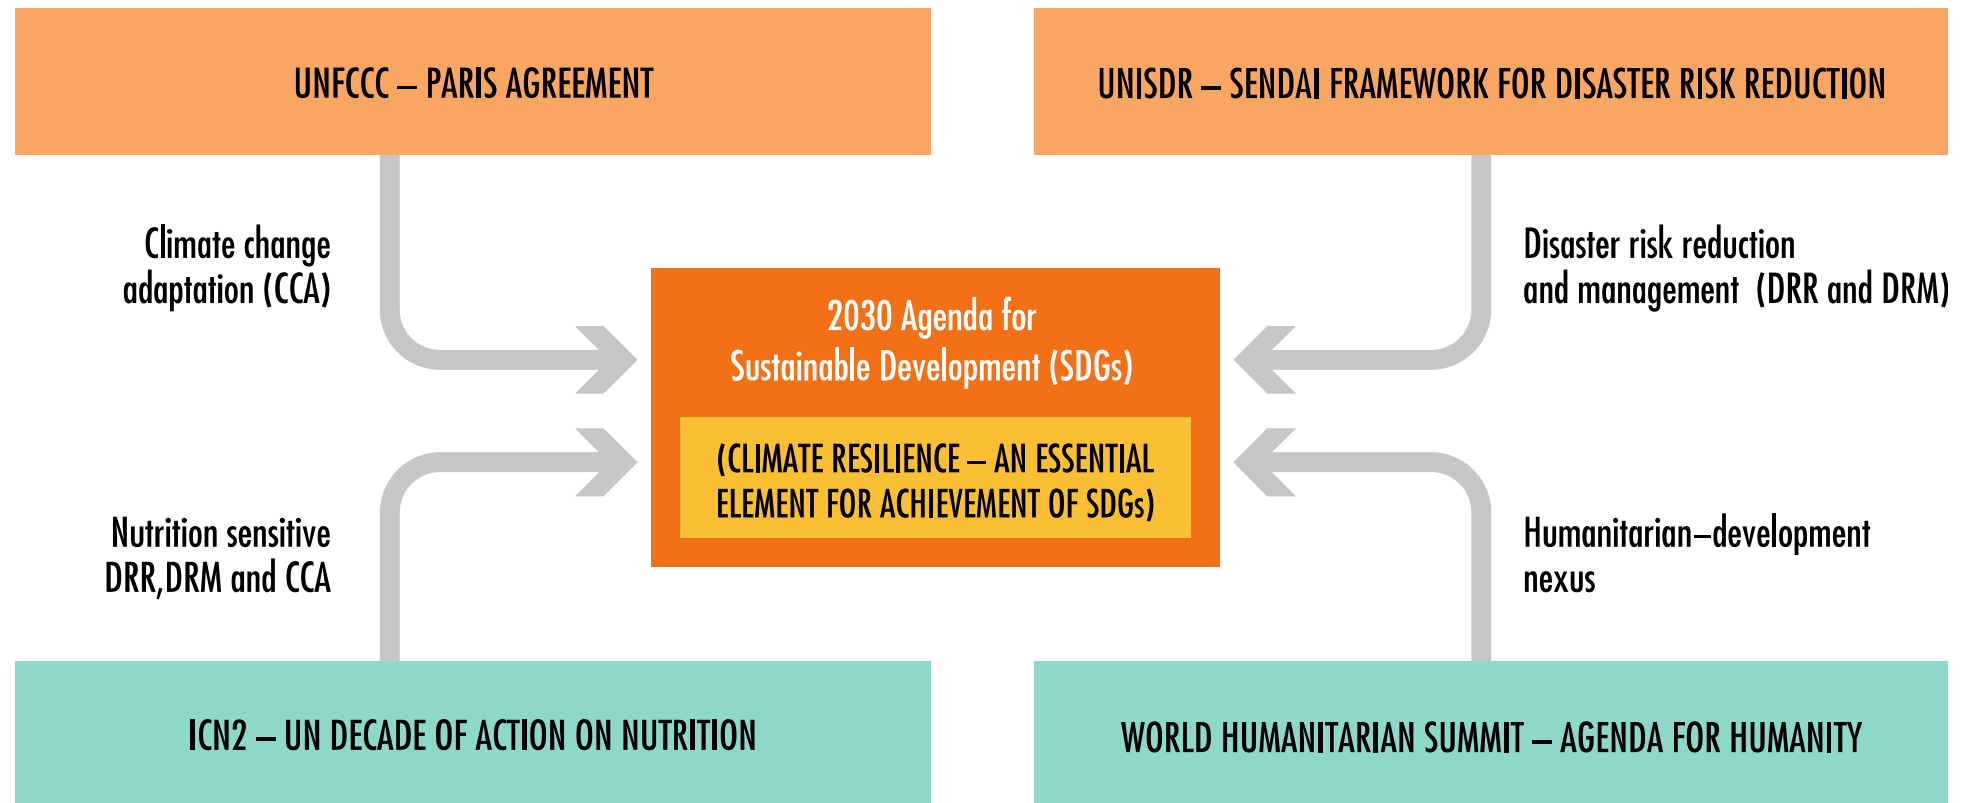 UNFCCC – PARIS AGREEMENT
UNISDR – SENDAI FRAMEWORK FOR DISASTER RISK REDUCTION
Climate change
adaptation (CCA)
Disaster risk reduction
and management (DRR and DRM)
2030 Agenda for
Sustainable Development (SDGs)
(CLIMATE RESILIENCE – AN ESSENTIAL
ELEMENT FOR ACHIEVEMENT OF SDGs)
Nutrition sensitive
DRR,DRM and CCA
Humanitarian–development
nexus
ICN2 – UN DECADE OF ACTION ON NUTRITION
WORLD HUMANITARIAN SUMMIT – AGENDA FOR HUMANITY